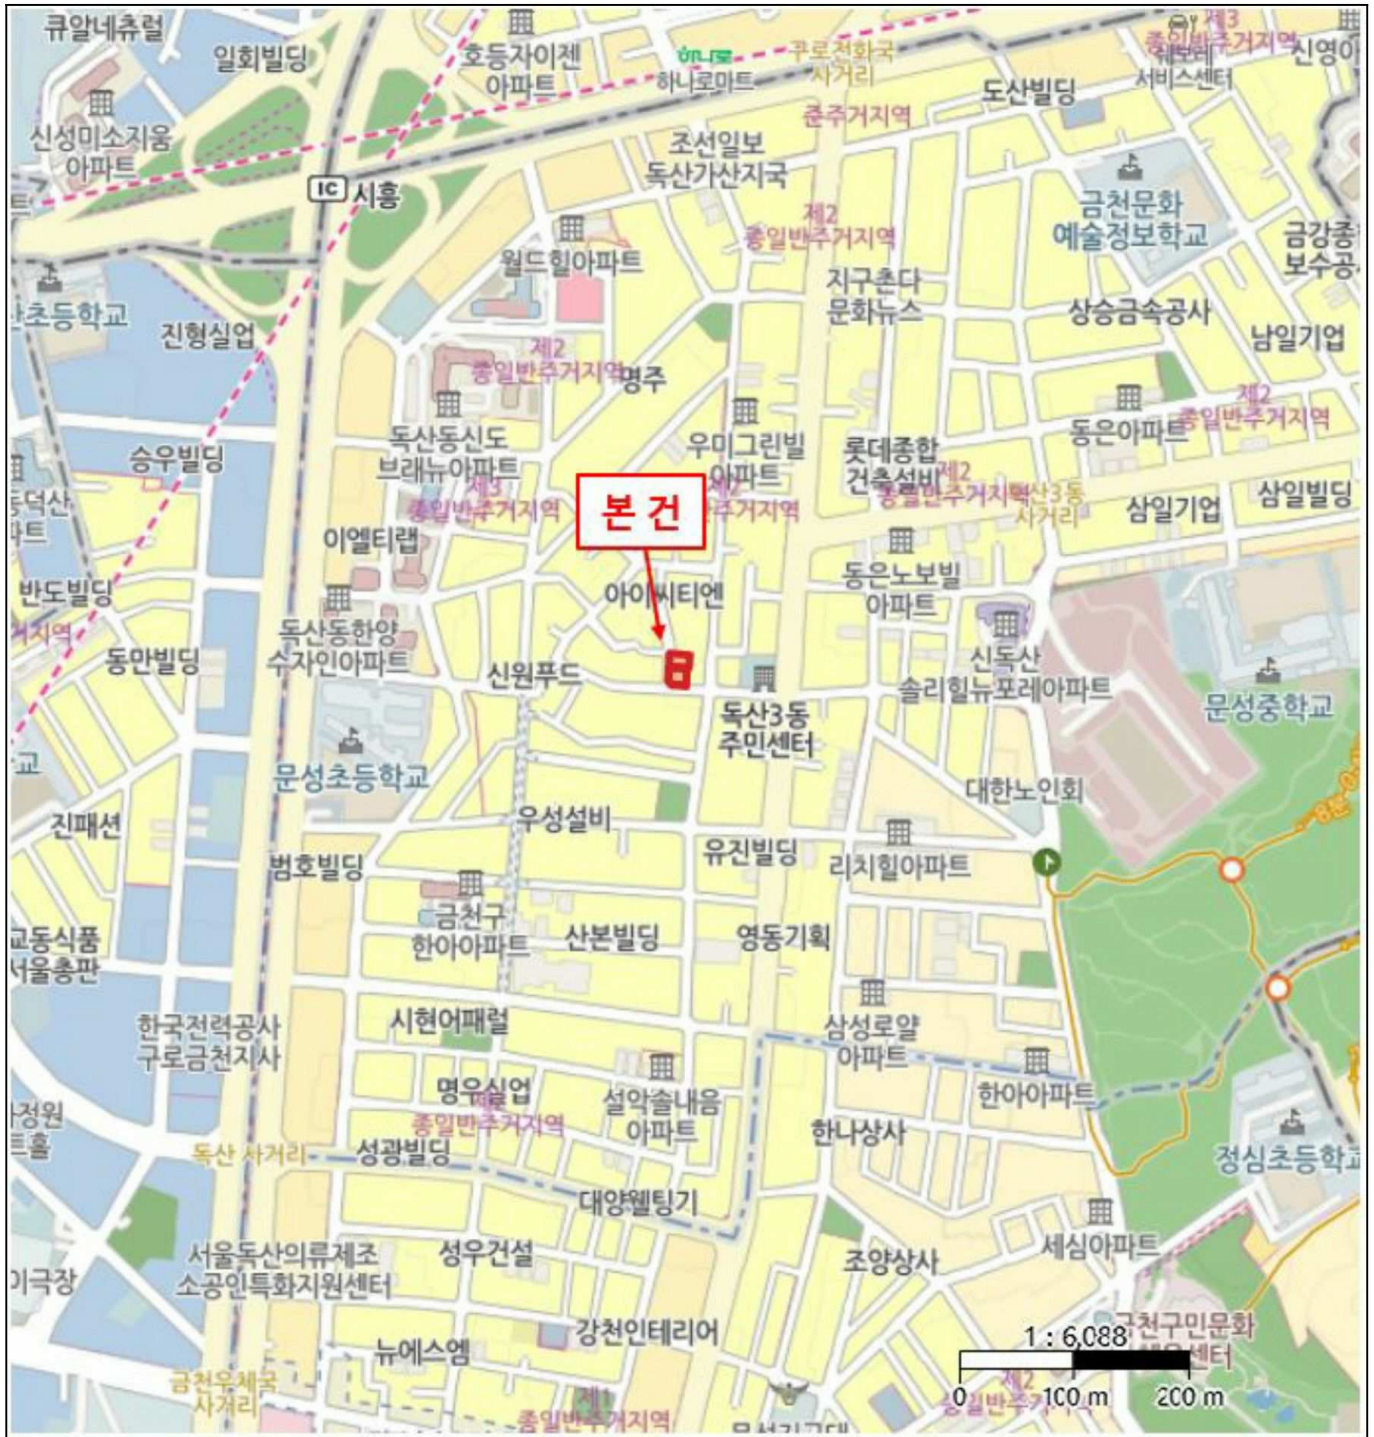 큐알네츄럴
일회빌딩
호등자이젠
아파트
하나로
하나로마트
구로전화국
사거리
제3
종일반주거지역
서비스센터
신영아
도산빌딩
준주거지역
신성미소지움
아파트
조선일보
독산가산지국
IC 시흥
금천문화
예술정보학교
제2
종일반주거지역
금강종
보수공
월드힐아파트
지구촌다
문화뉴스
상승금속공사
산초등학교
진형실업
남일기업
제2
종일반주거지역
명주
제2
종일반주거지역
동은아파트
독산동신도
브래뉴아파트
우미그린빌
아파트
롯데종합
건축설비
승우빌딩
제3
종일반주거지역
본 건
제2
종일반주거지역
독산3동
사거리
삼일기업
삼일빌딩
이엘티랩
동은노보빌
아파트
반도빌딩
아이씨티엔
거지역
동만빌딩
독산동한양
수자인아파트
신원푸드
신독산
솔리힐뉴포레아파트
문성중학교
독산3동
주민센터
문성초등학교
교
대한노인회
진패션
우성설비
유진빌딩
리치힐아파트
범호빌딩
금천구
한아아파트
산본빌딩
영동기획
교동식품
서울총판
한국전력공사
구로금천지사
시현어패럴
삼성로얄
아파트
명우실업
종일반주거지역
설악솔내음
아파트
한아아파트
정원
트홀
독산 사거리
성광빌딩
한나상사
정심초등학교
대양웰팅기
세심아파트
서울독산의류제조
소공인특화지원센터
성우건설
조양상사
이극장
강천인테리어
뉴에스엠
1 : 6,088
금천구민문화
센터
0 100 m 200 m
금천우체국
사거리
제1
종일반주거지역
제2
종일반주거지역